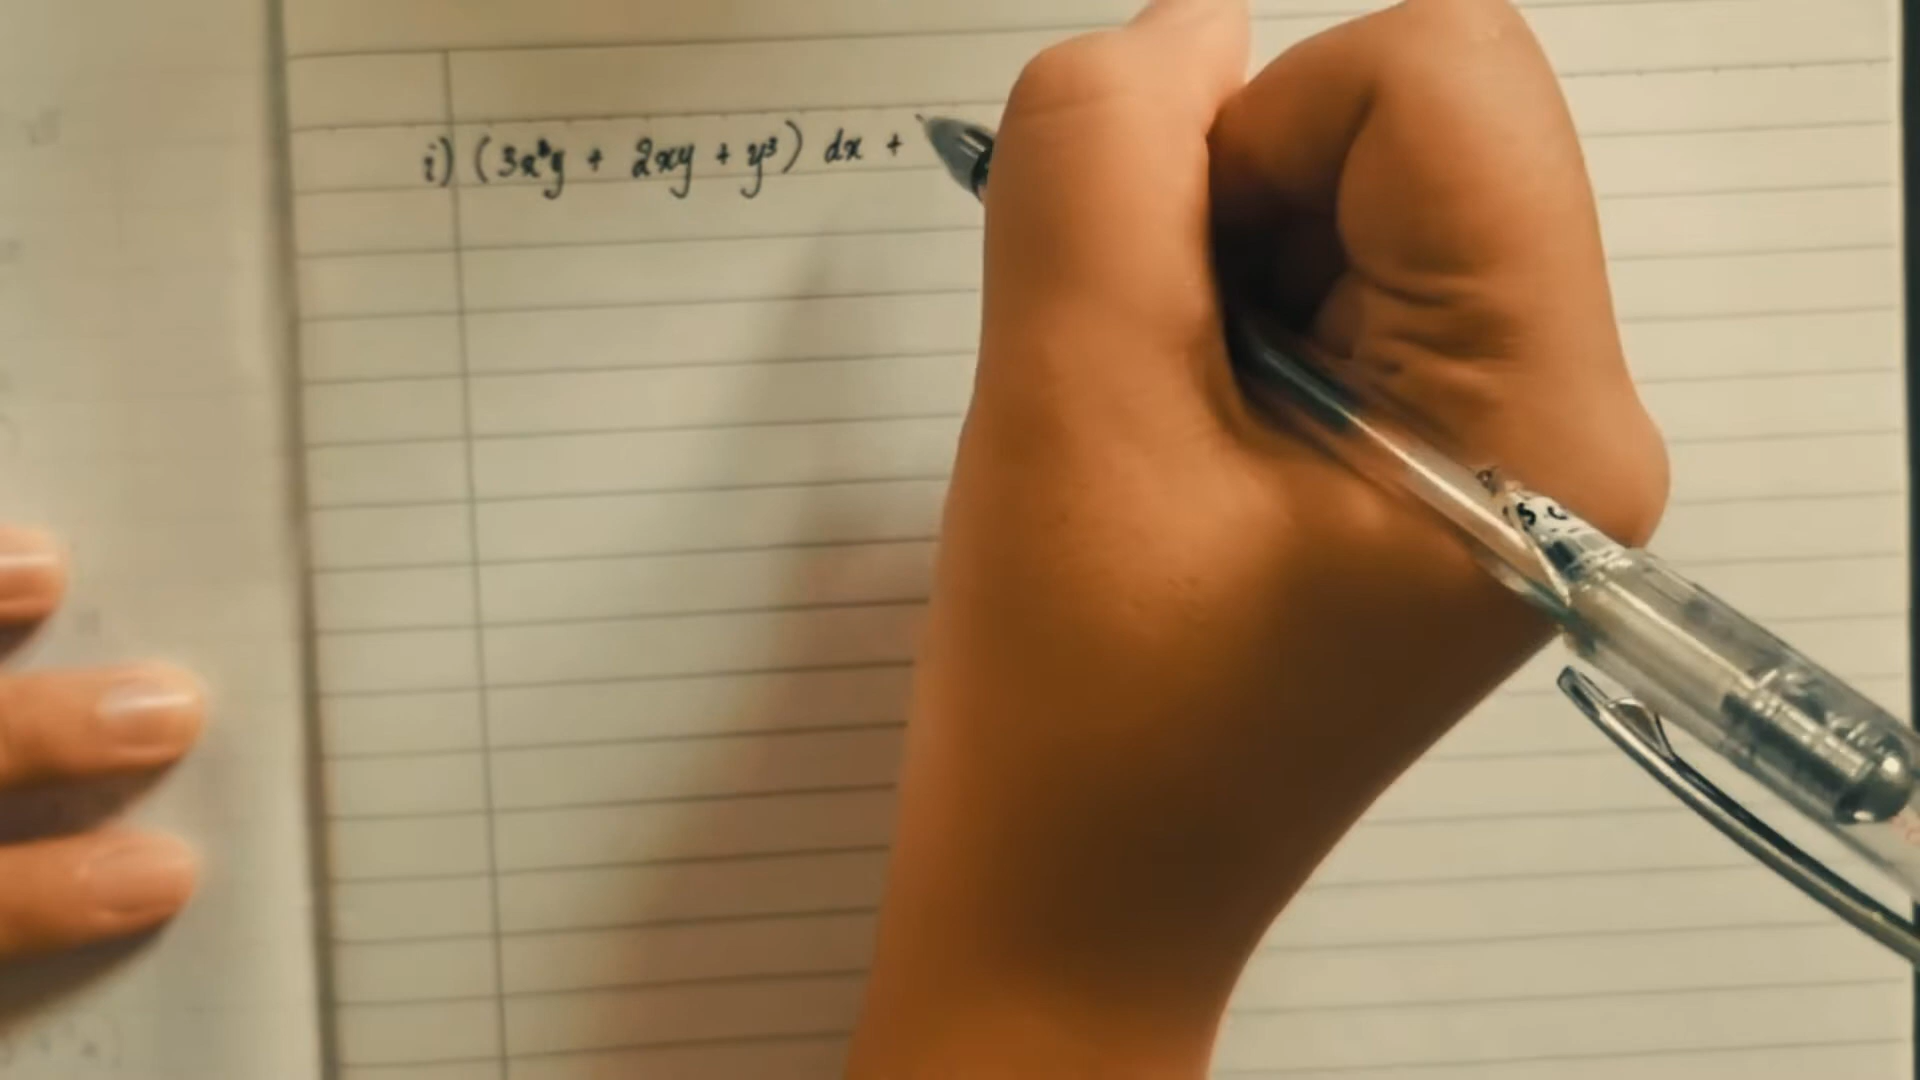 i) (3x²y + 2xy + y³) dx +